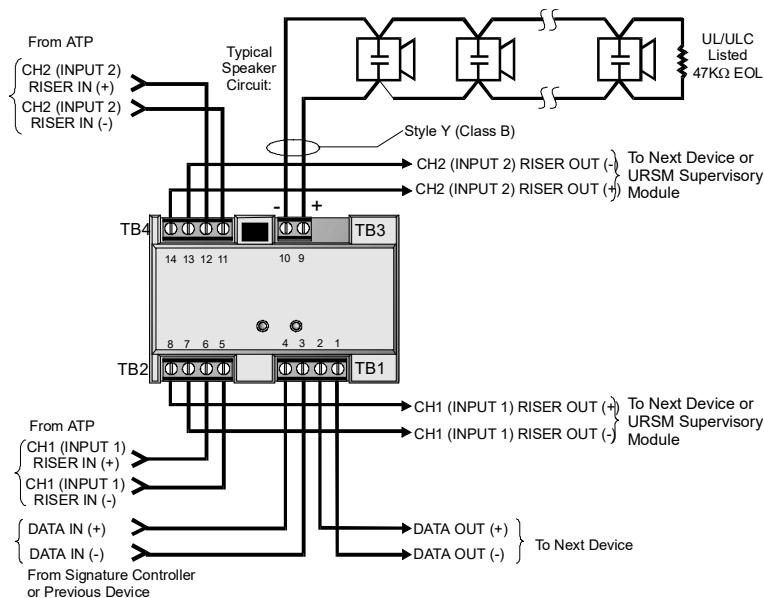 From ATP
CH2 (INPUT 2)
RISER IN (+)
CH2 (INPUT 2)
RISER IN (-)
Typical
Speaker
Circuit:
UL/ULC
Listed
47KΩ EOL
Style Y (Class B)
CH2 (INPUT 2) RISER OUT (-)
CH2 (INPUT 2) RISER OUT (+)
To Next Device or
URSM Supervisory
Module
- +
TB4
TB3
14 13 12 11 10 9
8 7 6 5 4 3 2 1
TB2
TB1
CH1 (INPUT 1) RISER OUT (+)
CH1 (INPUT 1) RISER OUT (-)
To Next Device or
URSM Supervisory
Module
From ATP
CH1 (INPUT 1)
RISER IN (+)
CH1 (INPUT 1)
RISER IN (-)
DATA IN (+)
DATA IN (-)
From Signature Controller
or Previous Device
DATA OUT (+)
DATA OUT (-)
To Next Device